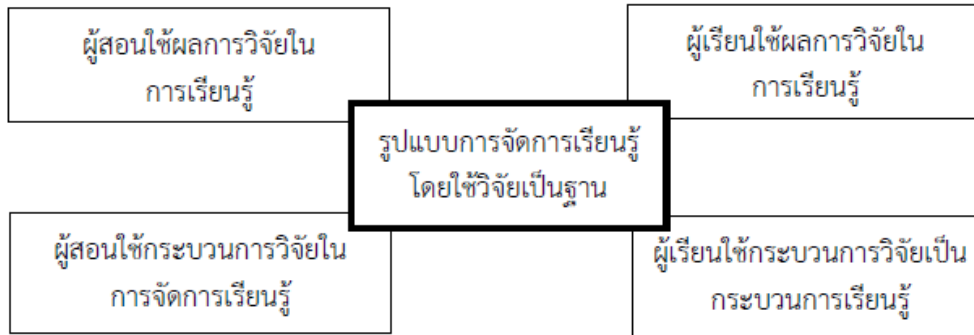 ผู้สอนใช้ผลการวิจัยใน
การเรียนรู้
ผู้เรียนใช้ผลการวิจัยใน
การเรียนรู้
รูปแบบการจัดการเรียนรู้
โดยใช้วิจัยเป็นฐาน
ผู้สอนใช้กระบวนการวิจัยใน
การจัดการเรียนรู้
ผู้เรียนใช้กระบวนการวิจัยเป็น
กระบวนการเรียนรู้